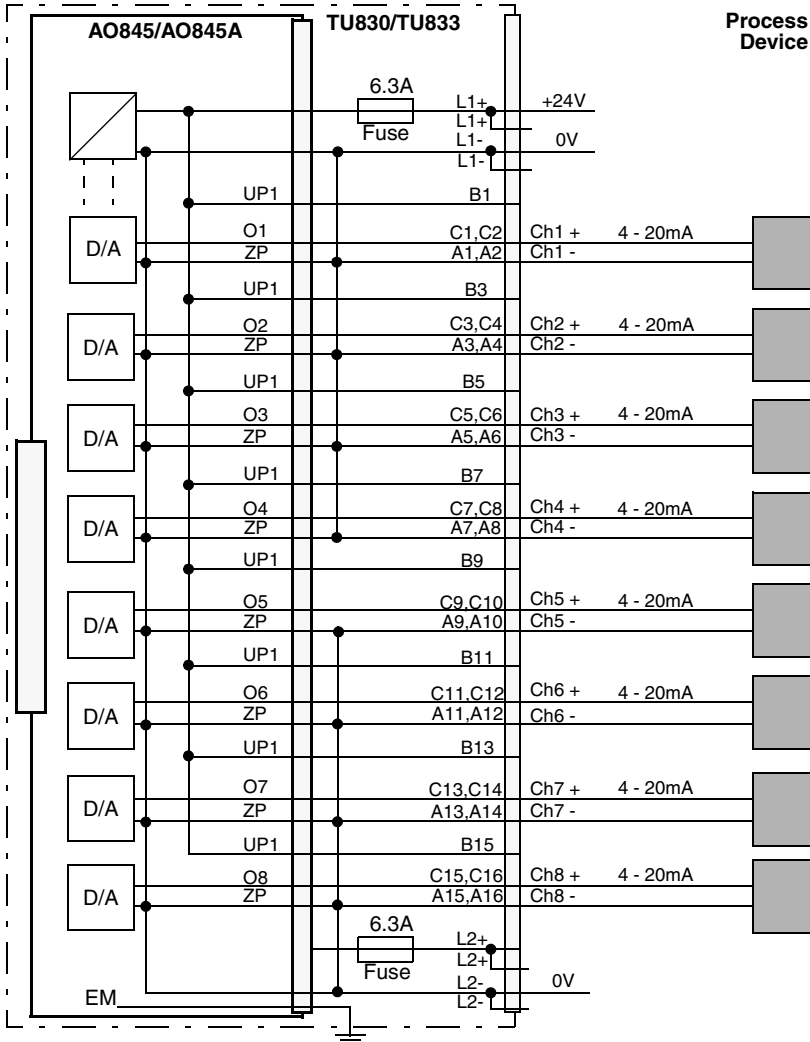 AO845/AO845A TU830/TU833 Process
Device
6.3A
Fuse
L1+ +24V
L1+
L1- 0V
L1-
UP1 B1
D/A O1 C1,C2 Ch1 + 4 - 20mA
ZP A1,A2 Ch1 -
UP1 B3
D/A O2 C3,C4 Ch2 + 4 - 20mA
ZP A3,A4 Ch2 -
UP1 B5
D/A O3 C5,C6 Ch3 + 4 - 20mA
ZP A5,A6 Ch3 -
UP1 B7
D/A O4 C7,C8 Ch4 + 4 - 20mA
ZP A7,A8 Ch4 -
UP1 B9
D/A O5 C9,C10 Ch5 + 4 - 20mA
ZP A9,A10 Ch5 -
UP1 B11
D/A O6 C11,C12 Ch6 + 4 - 20mA
ZP A11,A12 Ch6 -
UP1 B13
D/A O7 C13,C14 Ch7 + 4 - 20mA
ZP A13,A14 Ch7 -
UP1 B15
D/A O8 C15,C16 Ch8 + 4 - 20mA
ZP A15,A16 Ch8 -
6.3A
Fuse
L2+
L2+
L2- 0V
L2-
EM